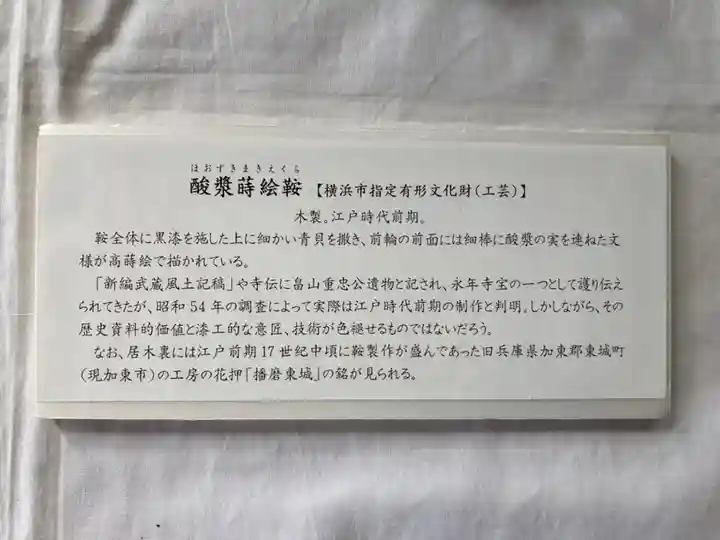 ほおずきまきえくら
酸漿蒔絵鞍【横浜市指定有形文化財(工芸)】
木製。江戸時代前期。
鞍全体に黒漆を施した上に細かい青貝を撒き、前輪の前面には細棒に酸漿の実を連ねた文
様が高蒔絵で描かれている。
「新編武蔵風土記稿」や寺伝に畠山重忠公遺物と記され、永年寺宝の一つとして護り伝え
られてきたが、昭和54年の調査によって実際は江戸時代前期の制作と判明。しかしながら、その
歴史資料的価値と漆工的な意匠、技術が色褪せるものではないだろう。
なお、居木裏には江戸前期17世紀中頃に鞍製作が盛んであった旧兵庫県加東郡東城町
(現加東市)の工房の花押「播磨東城」の銘が見られる。